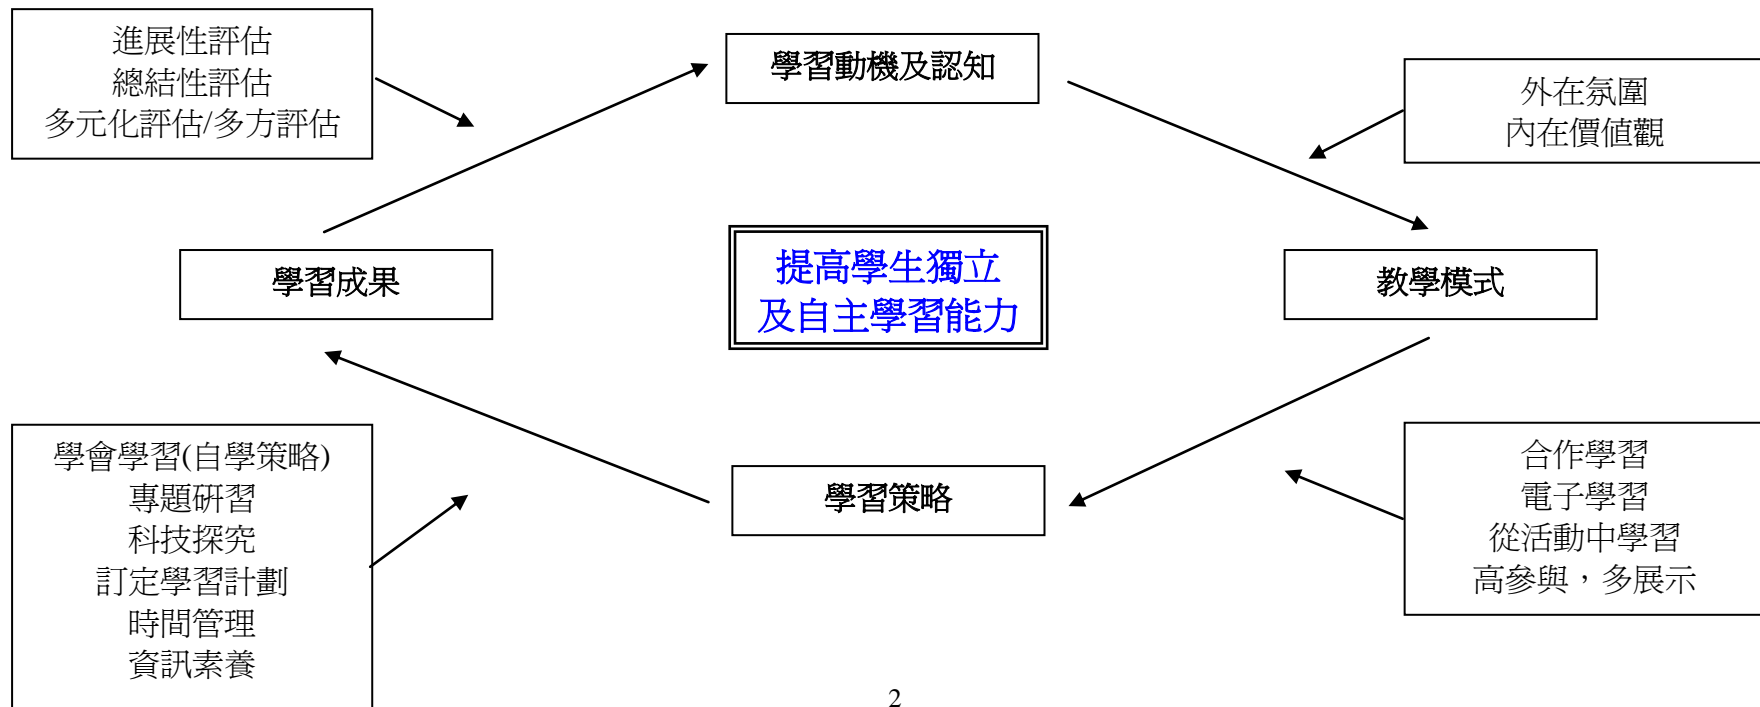 進展性評估
總結性評估
多元化評估/多方評估
學習動機及認知
外在氛圍
內在價值觀
學習成果
提高學生獨立
及自主學習能力
教學模式
學會學習(自學策略)
專題研習
科技探究
訂定學習計劃
時間管理
資訊素養
學習策略
合作學習
電子學習
從活動中學習
高參與，多展示
2